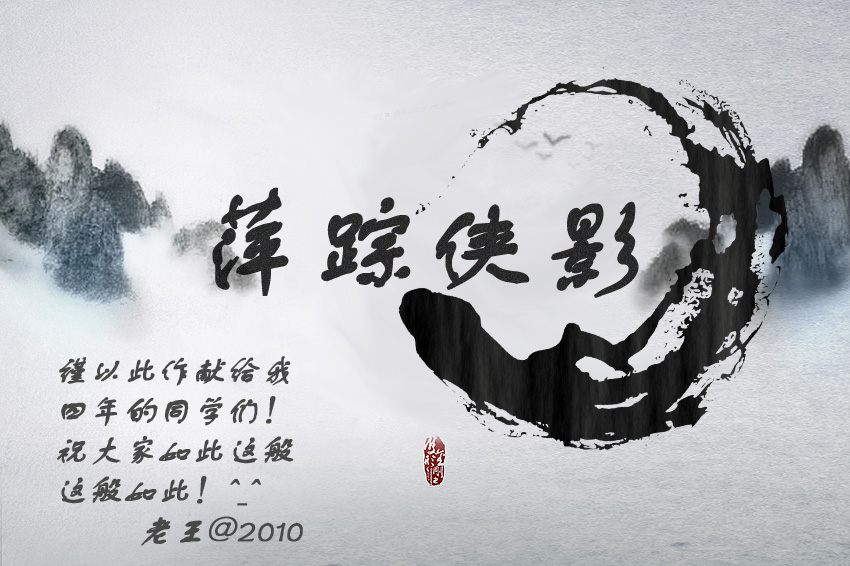 萍踪侠影
谨以此作献给我
四年的同学们！
祝大家如此这般
这般如此！^_^
老王@2010